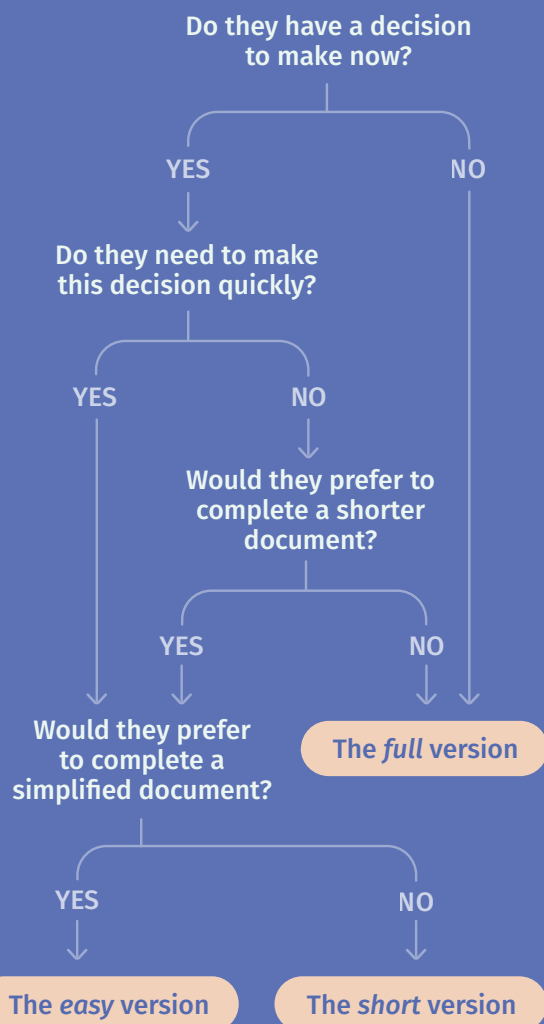 Do they have a decision
to make now?
YES
NO
Do they need to make
this decision quickly?
YES
NO
Would they prefer to
complete a shorter
document?
YES
NO
Would they prefer
to complete a
simplified document?
The full version
YES
NO
The easy version
The short version